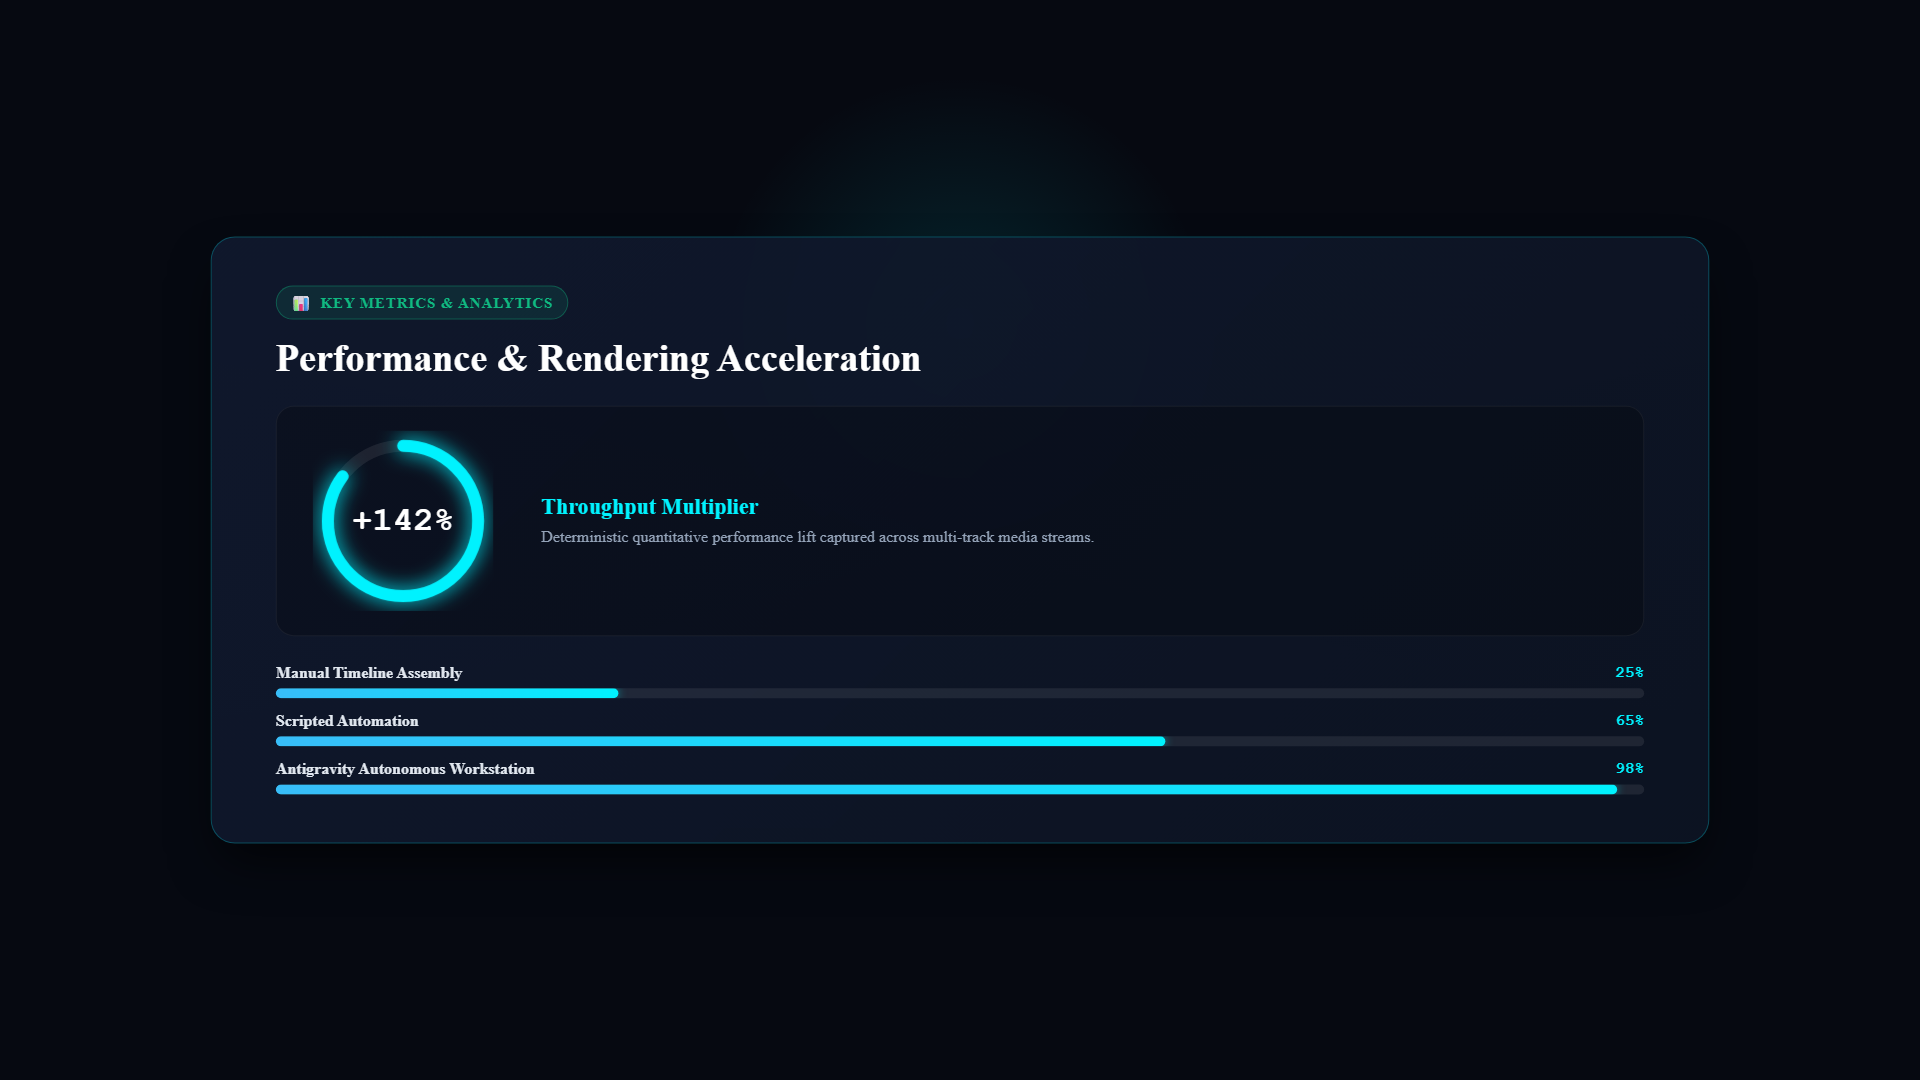 📊 KEY METRICS & ANALYTICS
Performance & Rendering Acceleration
+142%
Throughput Multiplier
Deterministic quantitative performance lift captured across multi-track media streams.
Manual Timeline Assembly 25%
Scripted Automation 65%
Antigravity Autonomous Workstation 98%